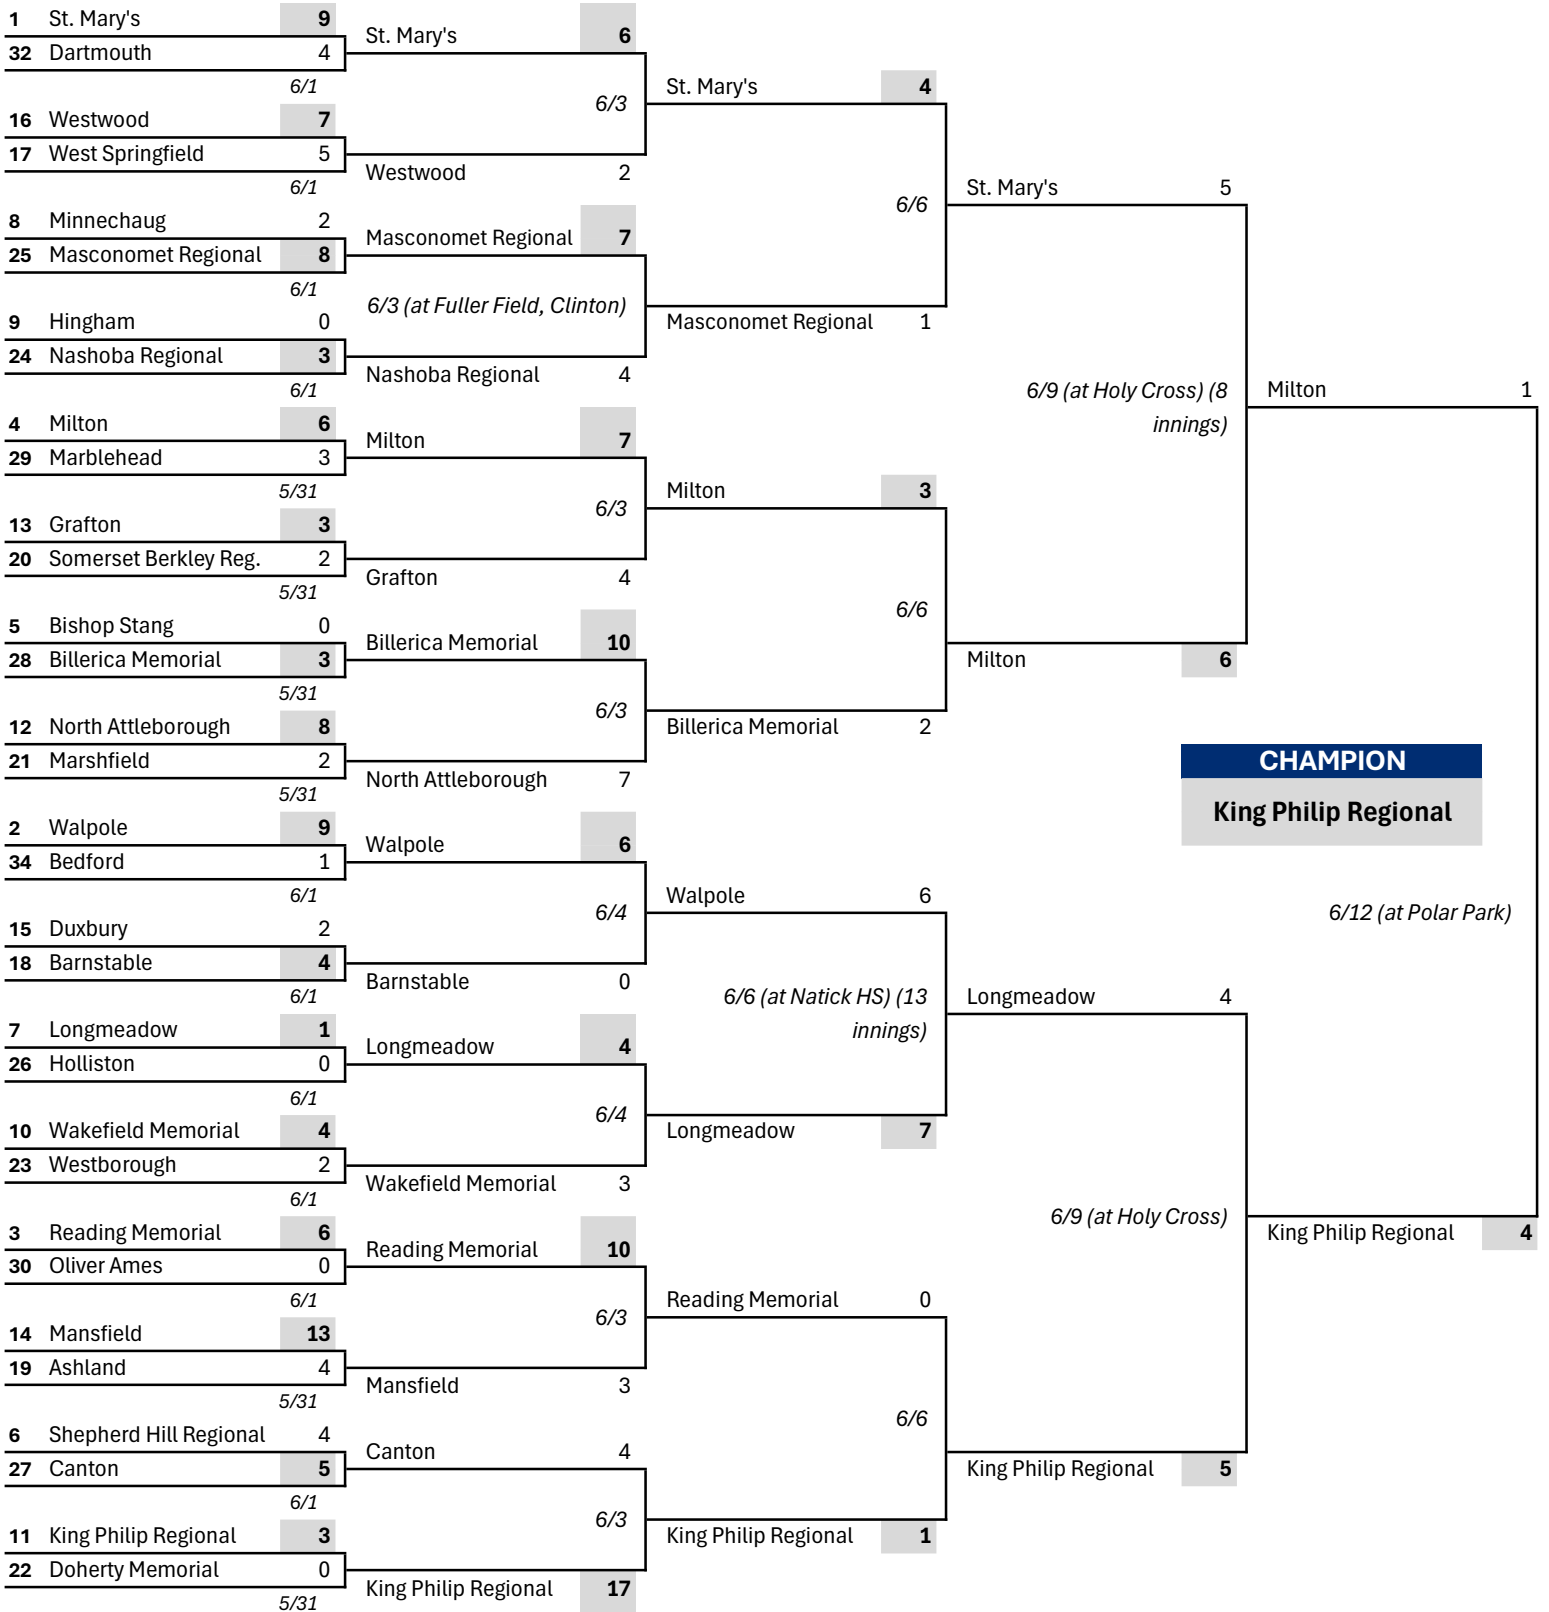 1 St. Mary's 9
32 Dartmouth 4
6/1
16 Westwood 7
17 West Springfield 5
6/1
8 Minnechaug 2
25 Masconomet Regional 8
6/1
9 Hingham 0
24 Nashoba Regional 3
6/1
4 Milton 6
29 Marblehead 3
5/31
13 Grafton 3
20 Somerset Berkley Reg. 2
5/31
5 Bishop Stang 0
28 Billerica Memorial 3
5/31
12 North Attleborough 8
21 Marshfield 2
5/31
2 Walpole 9
34 Bedford 1
6/1
15 Duxbury 2
18 Barnstable 4
6/1
7 Longmeadow 1
26 Holliston 0
6/1
10 Wakefield Memorial 4
23 Westborough 2
6/1
3 Reading Memorial 6
30 Oliver Ames 0
6/1
14 Mansfield 13
19 Ashland 4
5/31
6 Shepherd Hill Regional 4
27 Canton 5
6/1
11 King Philip Regional 3
22 Doherty Memorial 0
5/31
St. Mary's 6
6/3
Westwood 2
Masconomet Regional 7
6/3 (at Fuller Field, Clinton)
Nashoba Regional 4
Milton 7
6/3
Grafton 4
Billerica Memorial 10
6/3
North Attleborough 7
Walpole 6
6/4
Barnstable 0
Longmeadow 4
6/4
Wakefield Memorial 3
Reading Memorial 10
6/3
Mansfield 3
Canton 4
6/3
King Philip Regional 17
St. Mary's 4
6/6
Masconomet Regional 1
Milton 3
6/6
Billerica Memorial 2
Walpole 6
6/6 (at Natick HS) (13
innings)
Longmeadow 7
Reading Memorial 0
6/6
King Philip Regional 1
St. Mary's 5
6/9 (at Holy Cross) (8
innings)
Milton 6
Longmeadow 4
6/9 (at Holy Cross)
King Philip Regional 5
Milton 1
6/12 (at Polar Park)
King Philip Regional 4
CHAMPION
King Philip Regional